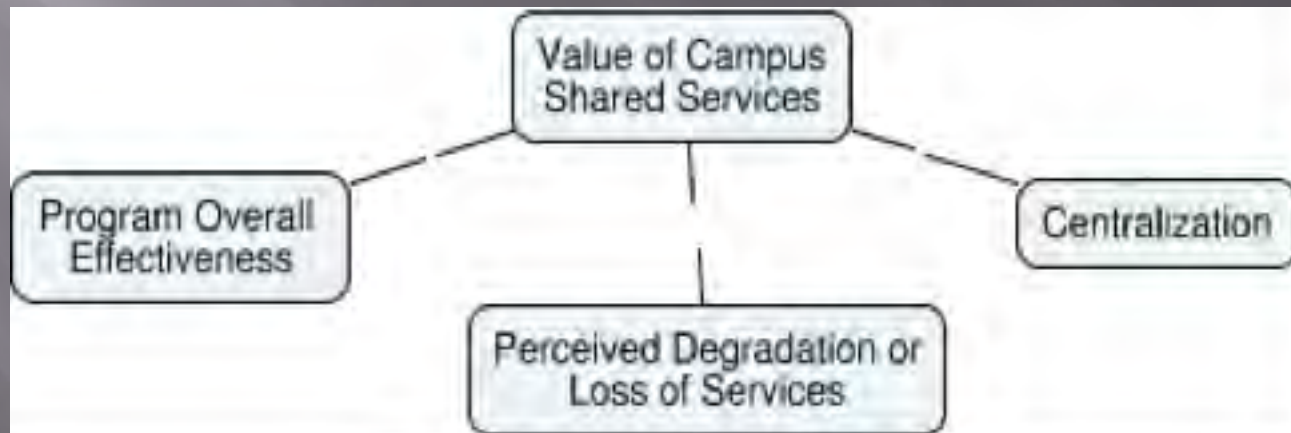 Value of Campus
Shared Services
Program Overall
Effectiveness
Centralization
Perceived Degradation or
Loss of Services